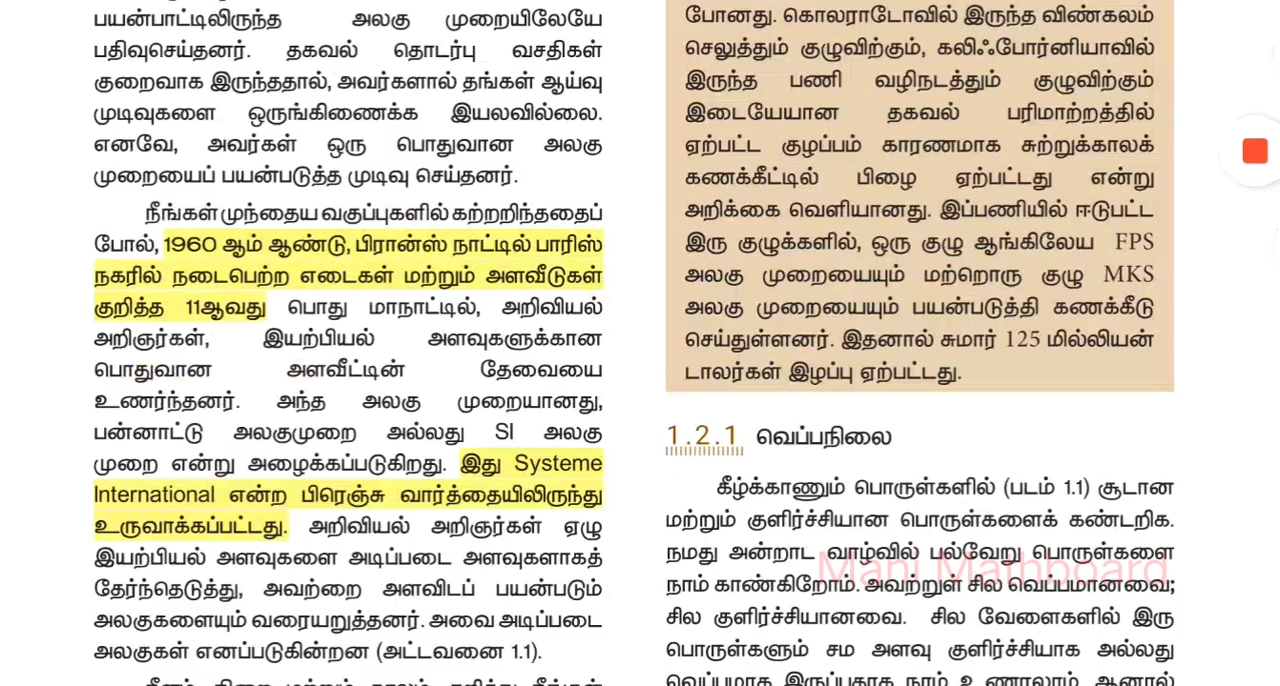 பயன்பாட்டிலிருந்த அலகு முறையிலேயே
பதிவுசெய்தனர். தகவல் தொடர்பு வசதிகள்
குறைவாக இருந்ததால், அவர்களால் தங்கள் ஆய்வு
முடிவுகளை ஒருங்கிணைக்க இயலவில்லை.
எனவே, அவர்கள் ஒரு பொதுவான அலகு
முறையைப் பயன்படுத்த முடிவு செய்தனர்.
நீங்கள் முந்தைய வகுப்புகளில் கற்றறிந்ததைப்
போல், 1960 ஆம் ஆண்டு, பிரான்ஸ் நாட்டில் பாரிஸ்
நகரில் நடைபெற்ற எடைகள் மற்றும் அளவீடுகள்
குறித்த 11ஆவது பொது மாநாட்டில், அறிவியல்
அறிஞர்கள், இயற்பியல் அளவுகளுக்கான
பொதுவான அளவீட்டின் தேவையை
உணர்ந்தனர். அந்த அலகு முறையானது,
பன்னாட்டு அலகுமுறை அல்லது SI அலகு
முறை என்று அழைக்கப்படுகிறது. இது Systeme
International என்ற பிரெஞ்சு வார்த்தையிலிருந்து
உருவாக்கப்பட்டது. அறிவியல் அறிஞர்கள் ஏழு
இயற்பியல் அளவுகளை அடிப்படை அளவுகளாகத்
தேர்ந்தெடுத்து, அவற்றை அளவிடப் பயன்படும்
அலகுகளையும் வரையறுத்தனர். அவை அடிப்படை
அலகுகள் எனப்படுகின்றன (அட்டவனை 1.1).
போனது. கொலராடோவில் இருந்த விண்கலம்
செலுத்தும் குழுவிற்கும், கலிஃபோர்னியாவில்
இருந்த பணி வழிநடத்தும் குழுவிற்கும்
இடையேயான தகவல் பரிமாற்றத்தில்
ஏற்பட்ட குழப்பம் காரணமாக சுற்றுக்காலக்
கணக்கீட்டில் பிழை ஏற்பட்டது என்று
அறிக்கை வெளியானது. இப்பணியில் ஈடுபட்ட
இரு குழுக்களில், ஒரு குழு ஆங்கிலேய FPS
அலகு முறையையும் மற்றொரு குழு MKS
அலகு முறையையும் பயன்படுத்தி கணக்கீடு
செய்துள்ளனர். இதனால் சுமார் 125 மில்லியன்
டாலர்கள் இழப்பு ஏற்பட்டது.
1.2.1 வெப்பநிலை
கீழ்க்காணும் பொருள்களில் (படம் 1.1) சூடான
மற்றும் குளிர்ச்சியான பொருள்களைக் கண்டறிக.
நமது அன்றாட வாழ்வில் பல்வேறு பொருள்களை
நாம் காண்கிறோம். அவற்றுள் சில வெப்பமானவை;
சில குளிர்ச்சியானவை. சில வேளைகளில் இரு
பொருள்களும் சம அளவு குளிர்ச்சியாக அல்லது
வெப்பமாக இருப்பதாக நாம் உணரலாம். ஆனால்
Mani Mathboard